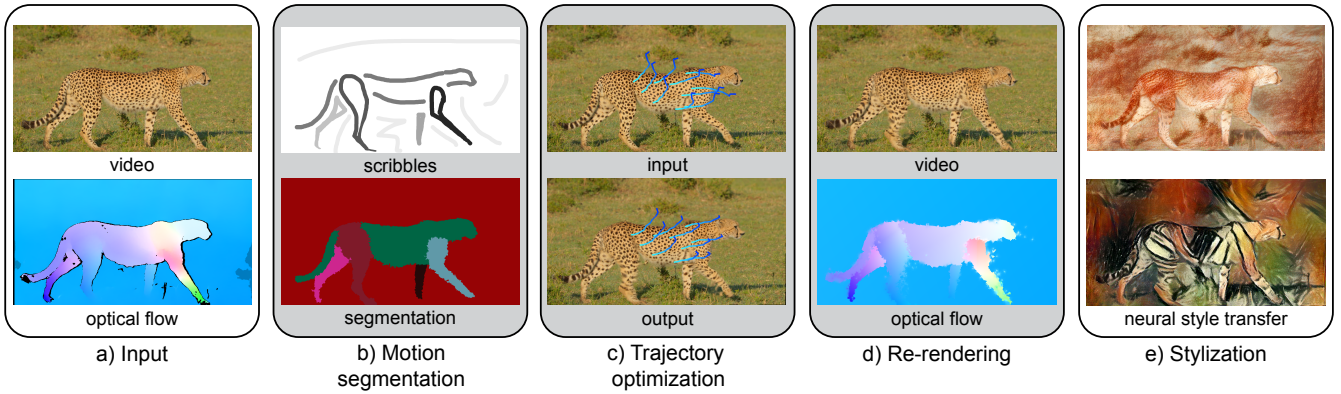 video
optical flow
a) Input
scribbles
segmentation
b) Motion
segmentation
input
output
c) Trajectory
optimization
video
optical flow
d) Re-rendering
neural style transfer
e) Stylization